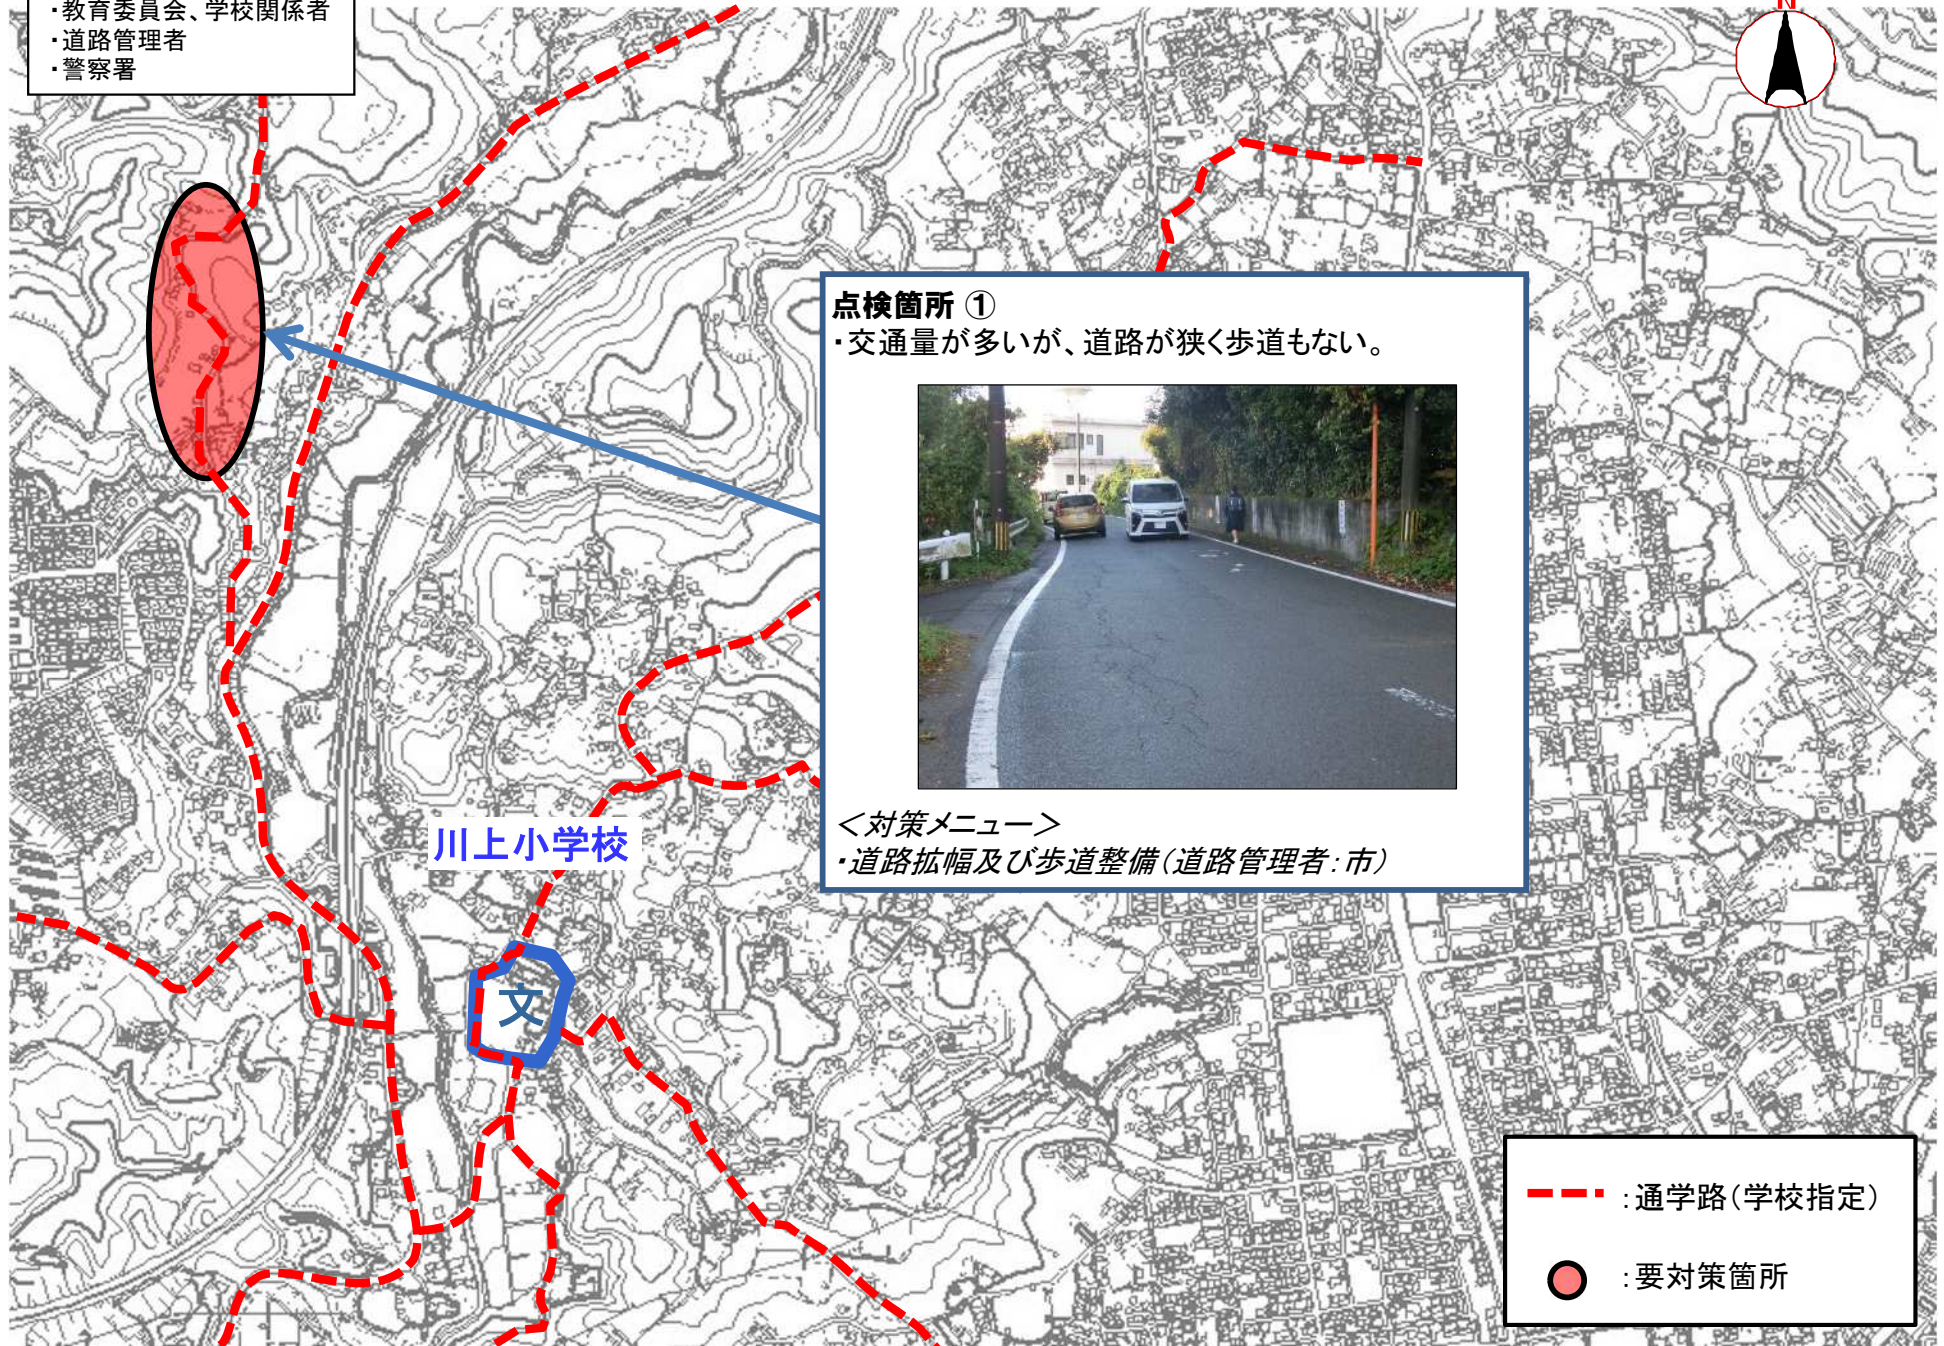 ・教育委員会、学校関係者
・道路管理者
・警察署
N
点検箇所 ①
・交通量が多いが、道路が狭く歩道もない。
＜対策メニュー＞
・道路拡幅及び歩道整備（道路管理者：市）
川上小学校
文
：通学路（学校指定）
：要対策箇所